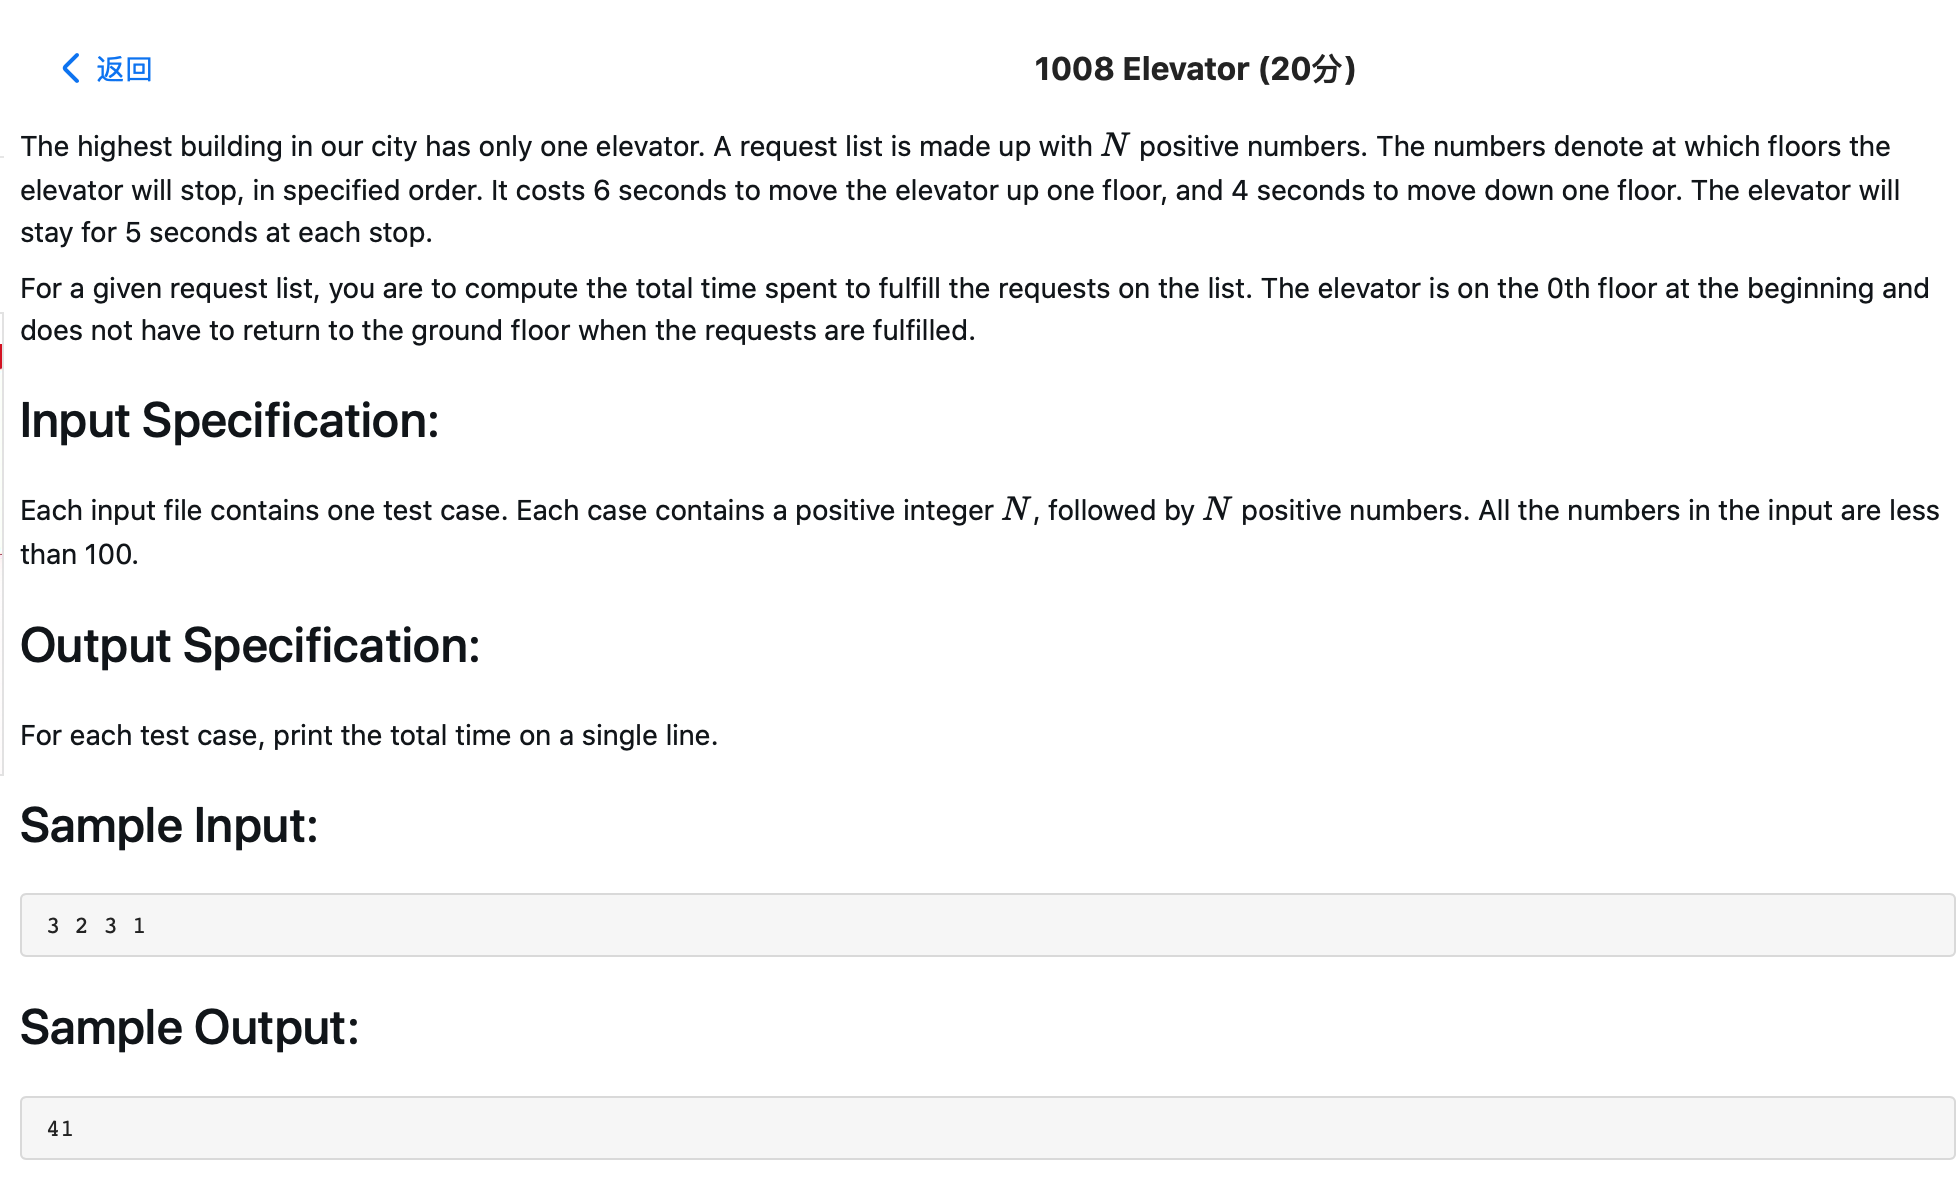 返回
1008 Elevator (20分)
The highest building in our city has only one elevator. A request list is made up with N positive numbers. The numbers denote at which floors the
elevator will stop, in specified order. It costs 6 seconds to move the elevator up one floor, and 4 seconds to move down one floor. The elevator will
stay for 5 seconds at each stop.
For a given request list, you are to compute the total time spent to fulfill the requests on the list. The elevator is on the 0th floor at the beginning and
does not have to return to the ground floor when the requests are fulfilled.
Input Specification:
Each input file contains one test case. Each case contains a positive integer N, followed by N positive numbers. All the numbers in the input are less
than 100.
Output Specification:
For each test case, print the total time on a single line.
Sample Input:
3 2 3 1
Sample Output:
41